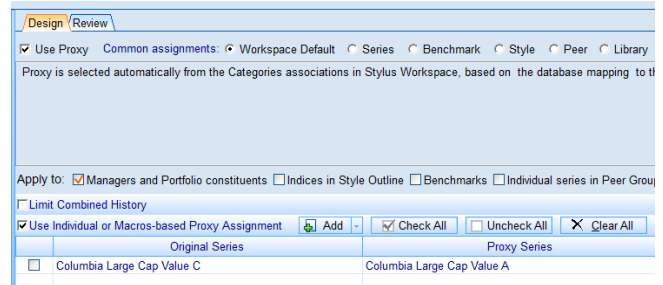 Design Review
Use Proxy Common assignments: Workspace Default Series Benchmark Style Peer Library
Proxy is selected automatically from the Categories associations in Stylus Workspace, based on the database mapping to
Apply to: Managers and Portfolio constituents Indices in Style Outline Benchmarks Individual series in Peer
Limit Combined History
Use Individual or Macros-based Proxy Assignment Add Check All Uncheck All Clear All
Original Series Proxy Series
Columbia Large Cap Value C Columbia Large Cap Value A